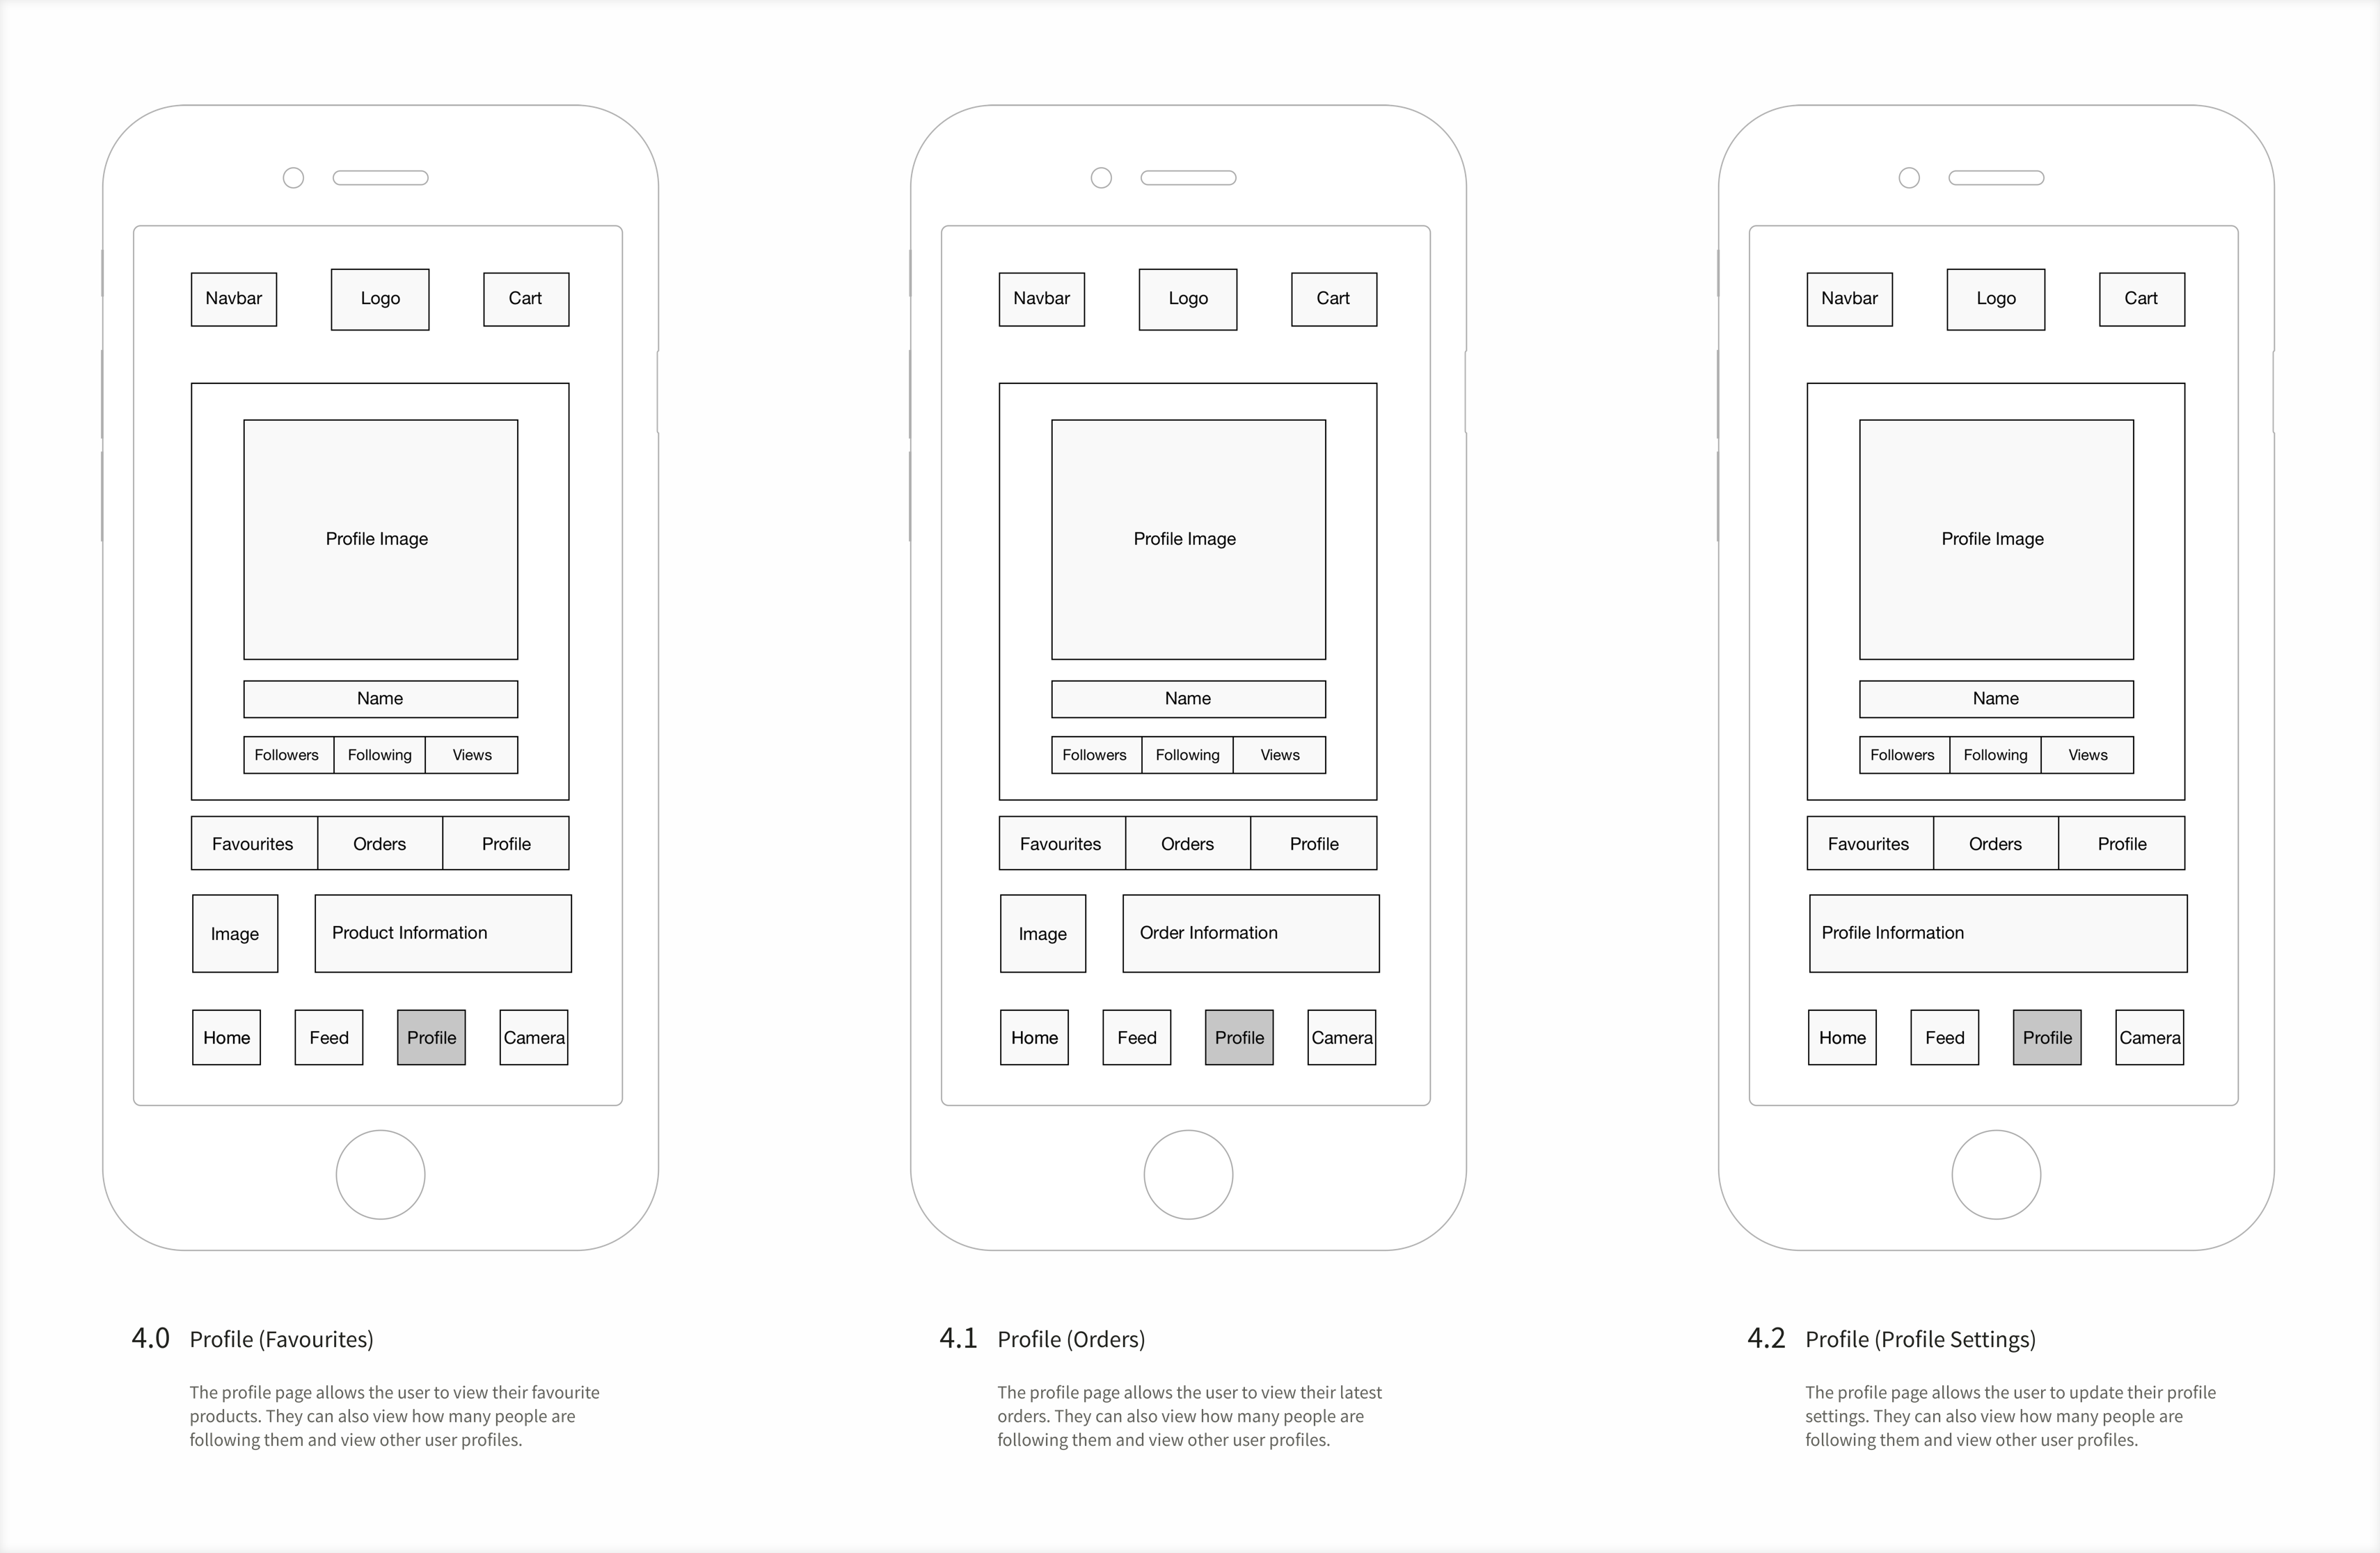 Navbar
Logo
Cart
Profile Image
Name
Followers
Following
Views
Favourites
Orders
Profile
Image
Product Information
Home
Feed
Profile
Camera
4.0
Profile (Favourites)
The profile page allows the user to view their favourite
products. They can also view how many people are
following them and view other user profiles.
Navbar
Logo
Cart
Profile Image
Name
Followers
Following
Views
Favourites
Orders
Profile
Image
Order Information
Home
Feed
Profile
Camera
4.1
Profile (Orders)
The profile page allows the user to view their latest
orders. They can also view how many people are
following them and view other user profiles.
Navbar
Logo
Cart
Profile Image
Name
Followers
Following
Views
Favourites
Orders
Profile
Profile Information
Home
Feed
Profile
Camera
4.2
Profile (Profile Settings)
The profile page allows the user to update their profile
settings. They can also view how many people are
following them and view other user profiles.